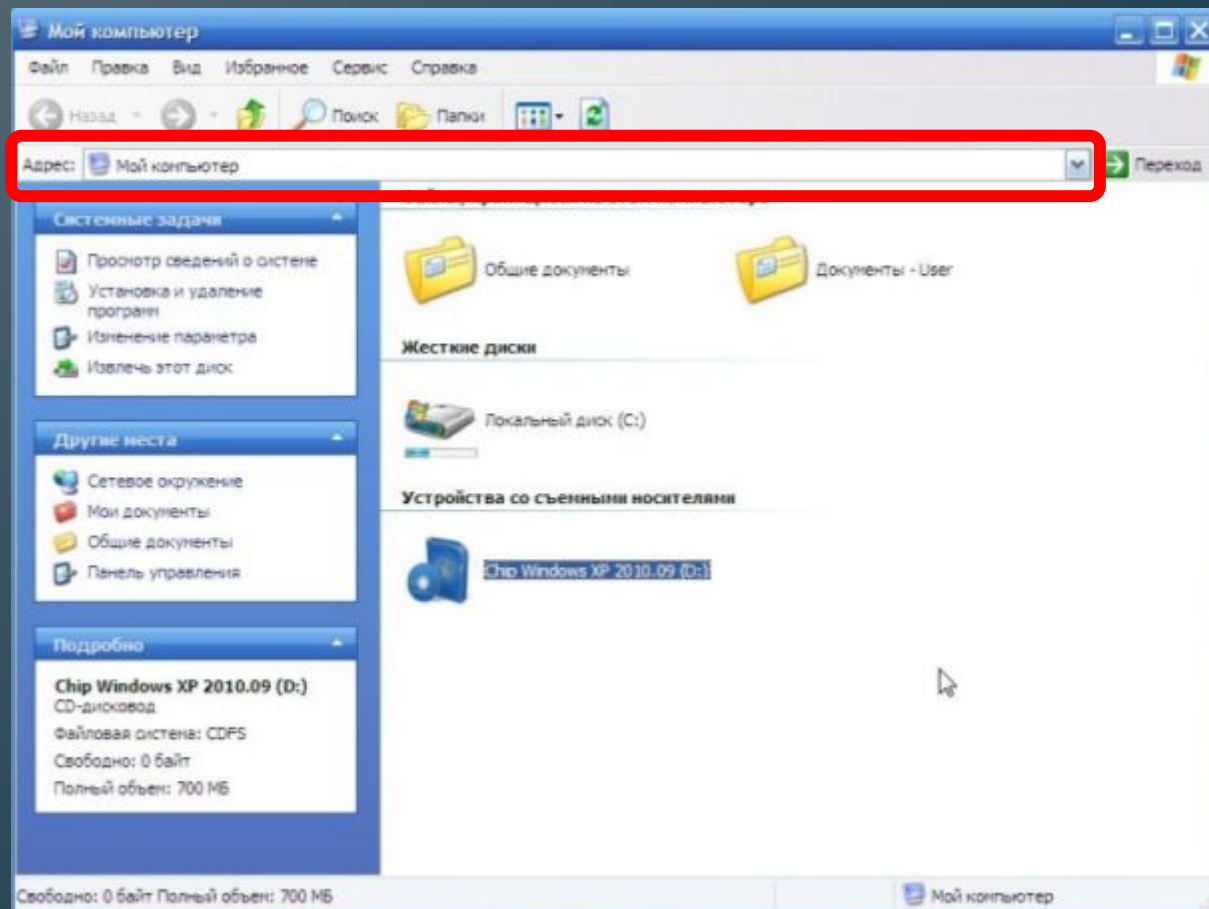 Мой компьютер
Файл Правка Вид Избранное Сервис Справка
Назад Поиск Папки
Адрес: Мой компьютер Переход
Системные задачи
Просмотр сведений о системе
Установка и удаление
программ
Изменение параметра
Извлечь этот диск
Другие места
Сетевое окружение
Мои документы
Общие документы
Панель управления
Подробно
Chip Windows XP 2010.09 (D:)
CD-дисковод
Файловая система: CDFS
Свободно: 0 байт
Полный объем: 700 МБ
Общие документы
Документы - User
Жесткие диски
Локальный диск (C:)
Устройства со съемными носителями
Chip Windows XP 2010.09 (D:)
Свободно: 0 байт Полный объем: 700 МБ
Мой компьютер